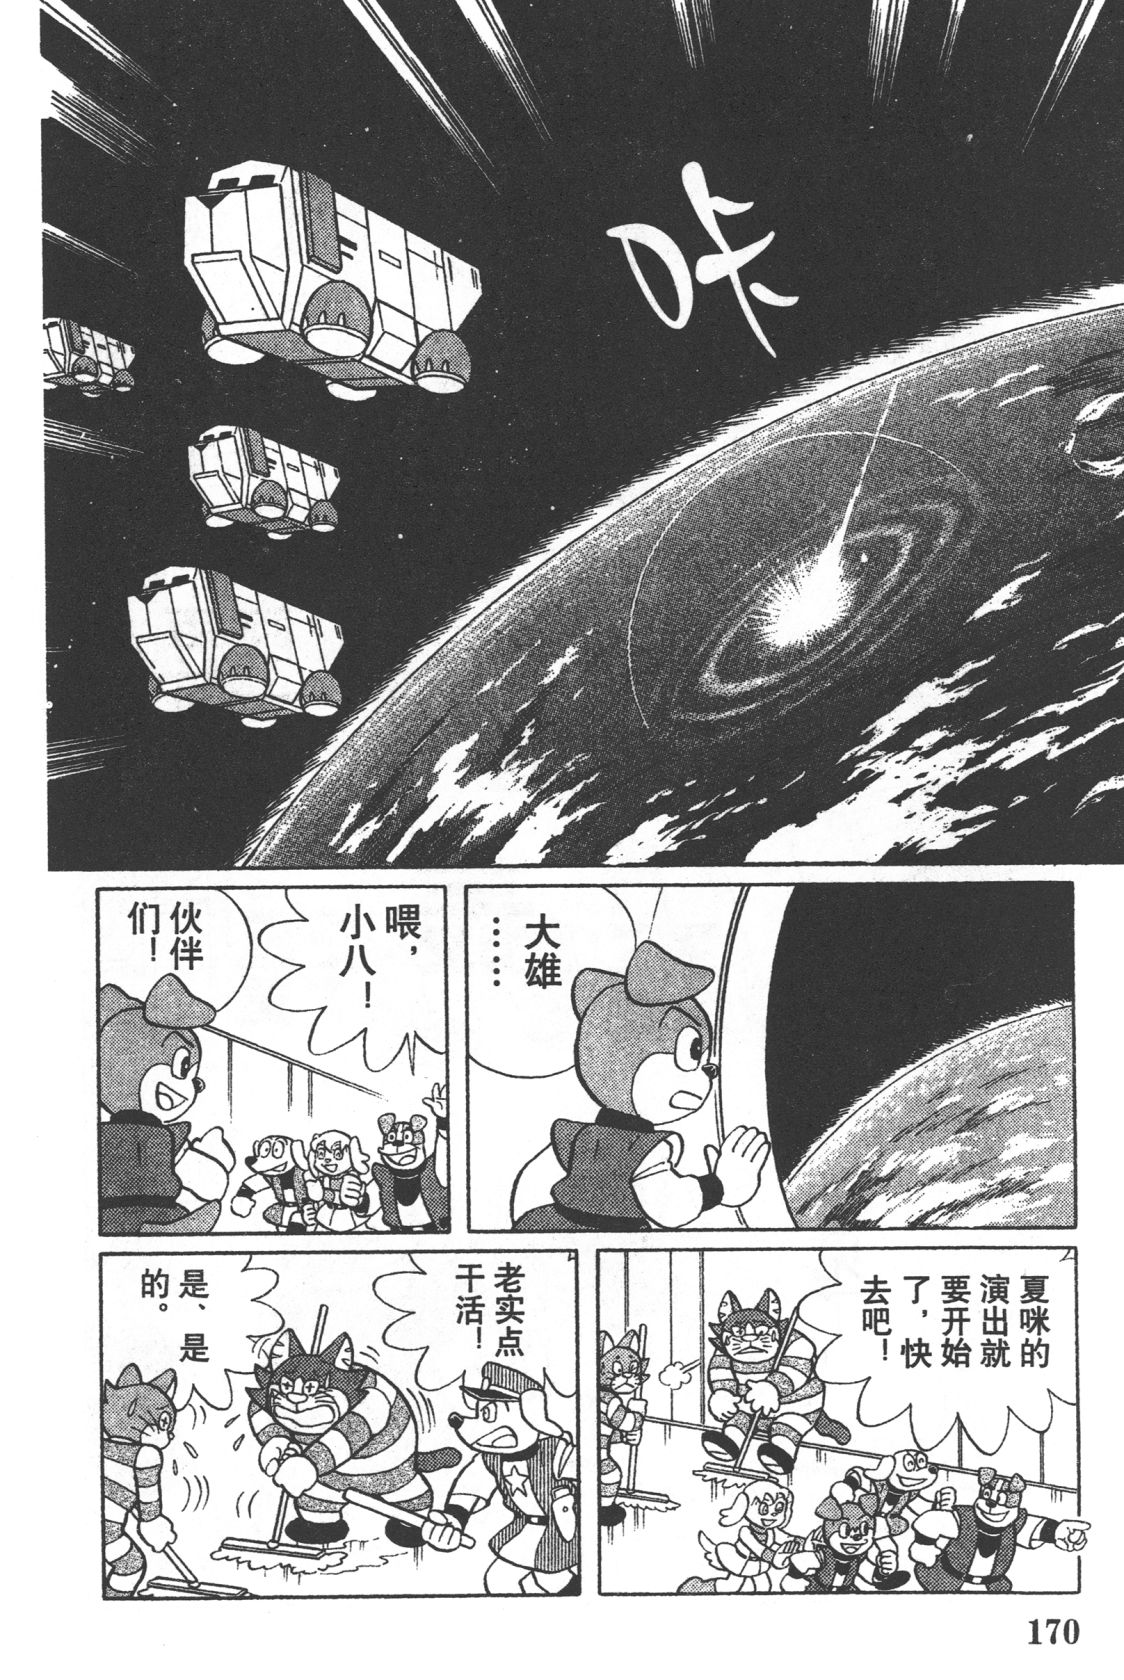 咔
大雄
……
喂，
小八！
伙伴
们！
夏咪的
演出就
要开始
了，快
去吧！
老实点
干活！
是、是
的。
170